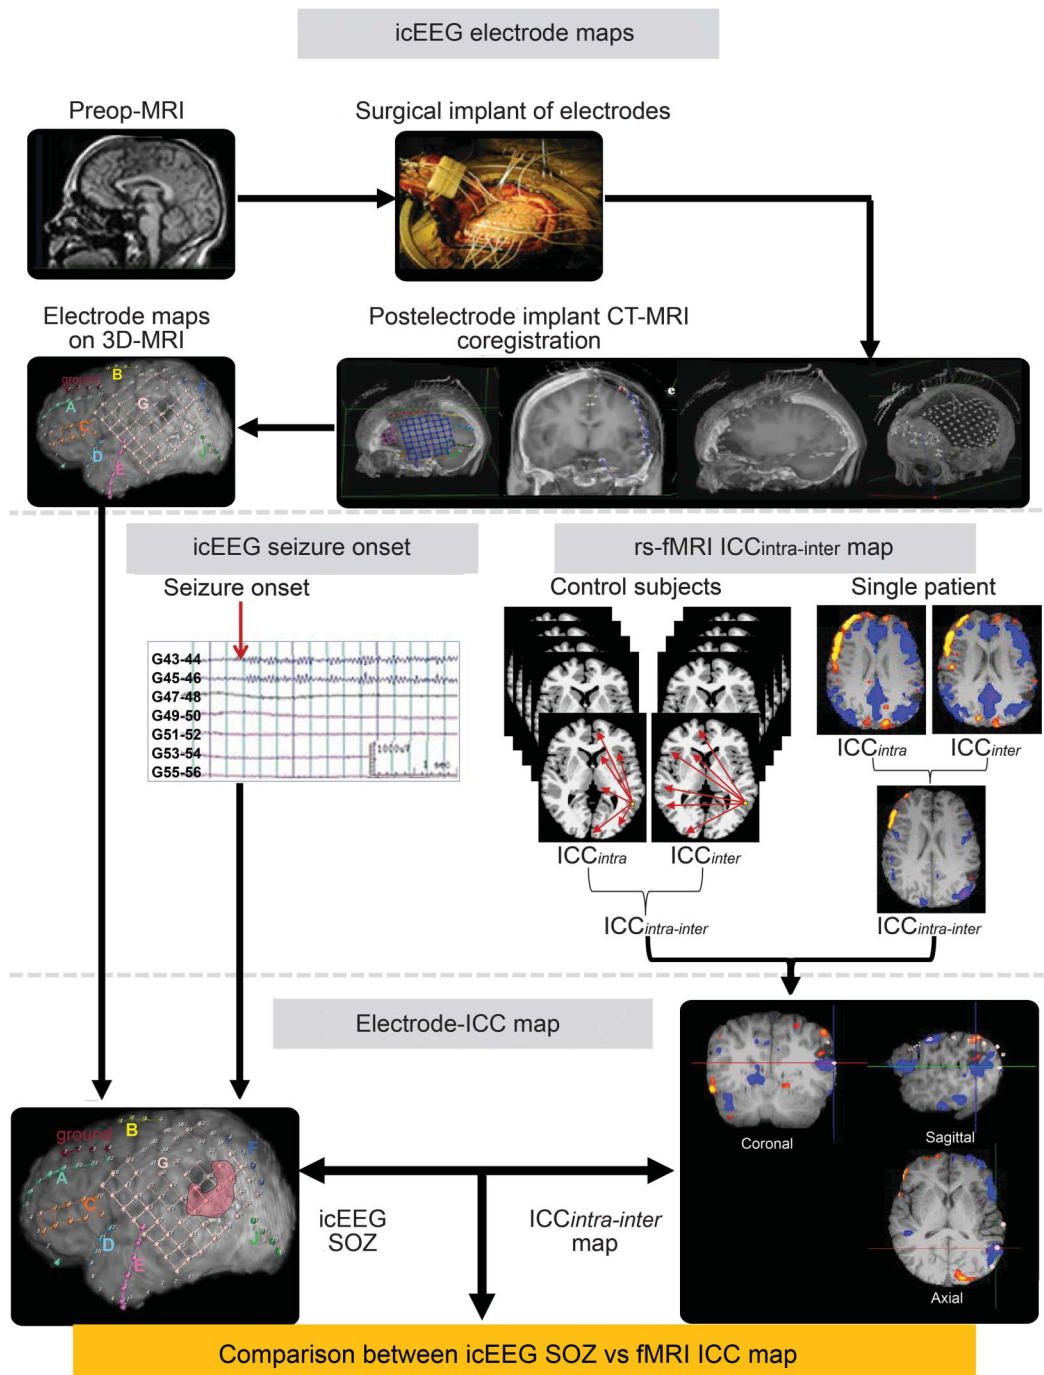 icEEG electrode maps
Preop-MRI
Surgical implant of electrodes
Electrode maps
on 3D-MRI
Postelectrode implant CT-MRI
coregistration
ground
B
F
A
G
C
D
E
J
e
icEEG seizure onset
rs-fMRI ICCintra-inter map
Seizure onset
Control subjects
Single patient
G43-44
G45-46
G47-48
G49-50
G51-52
G53-54
G55-56
1000uV
1 sec
ICCintra
ICCinter
ICCintra
ICCinter
ICCintra-inter
ICCintra-inter
Electrode-ICC map
ground
B
F
A
G
C
D
E
J
icEEG
SOZ
ICCintra-inter
map
Coronal
Sagittal
Axial
Comparison between icEEG SOZ vs fMRI ICC map